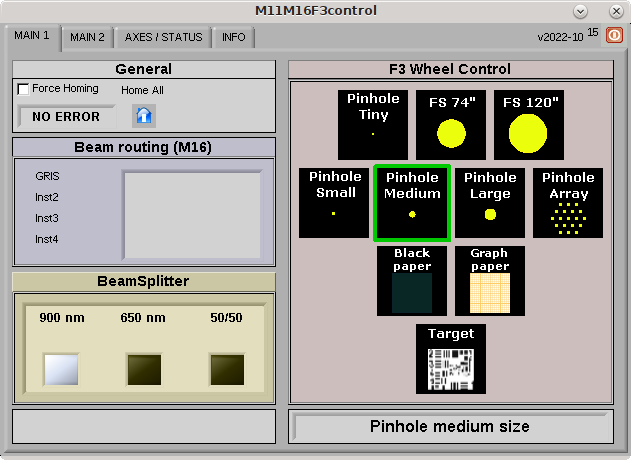 M11M16F3control
MAIN 1 MAIN 2 AXES / STATUS INFO v2022-10 15
General
Force Homing Home All
NO ERROR
Beam routing (M16)
GRIS
Inst2
Inst3
Inst4
BeamSplitter
900 nm 650 nm 50/50
F3 Wheel Control
Pinhole
Tiny
FS 74"
FS 120"
Pinhole
Small
Pinhole
Medium
Pinhole
Large
Pinhole
Array
Black
paper
Graph
paper
Target
Pinhole medium size